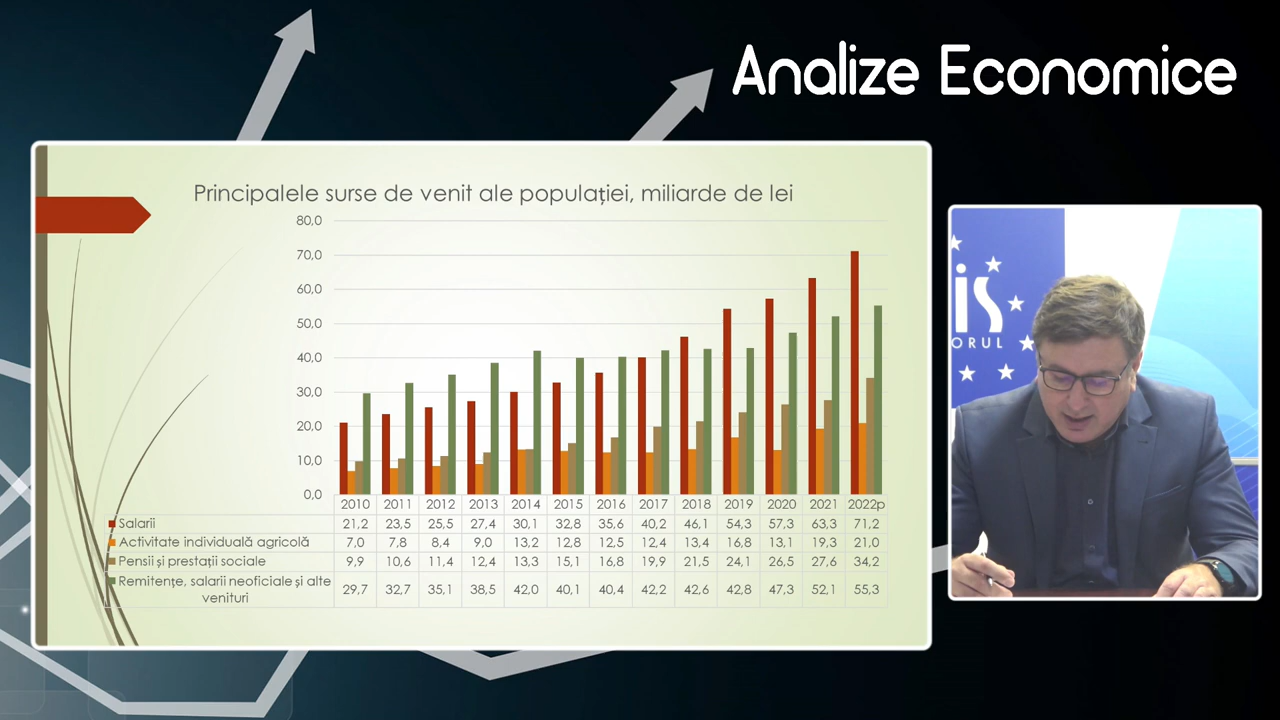 Analize Economice
Principalele surse de venit ale populației, miliarde de lei
80,0
70,0
60,0
50,0
40,0
30,0
20,0
10,0
0,0
2010 2011 2012 2013 2014 2015 2016 2017 2018 2019 2020 2021 2022p
Salarii 21,2 23,5 25,5 27,4 30,1 32,8 35,6 40,2 46,1 54,3 57,3 63,3 71,2
Activitate individuală agricolă 7,0 7,8 8,4 9,0 13,2 12,8 12,5 12,4 13,4 16,8 13,1 19,3 21,0
Pensii și prestații sociale 9,9 10,6 11,4 12,4 13,3 15,1 16,8 19,9 21,5 24,1 26,5 27,6 34,2
Remitențe, salarii neoficiale și alte
venituri 29,7 32,7 35,1 38,5 42,0 40,1 40,4 42,2 42,6 42,8 47,3 52,1 55,3
is
ORUL